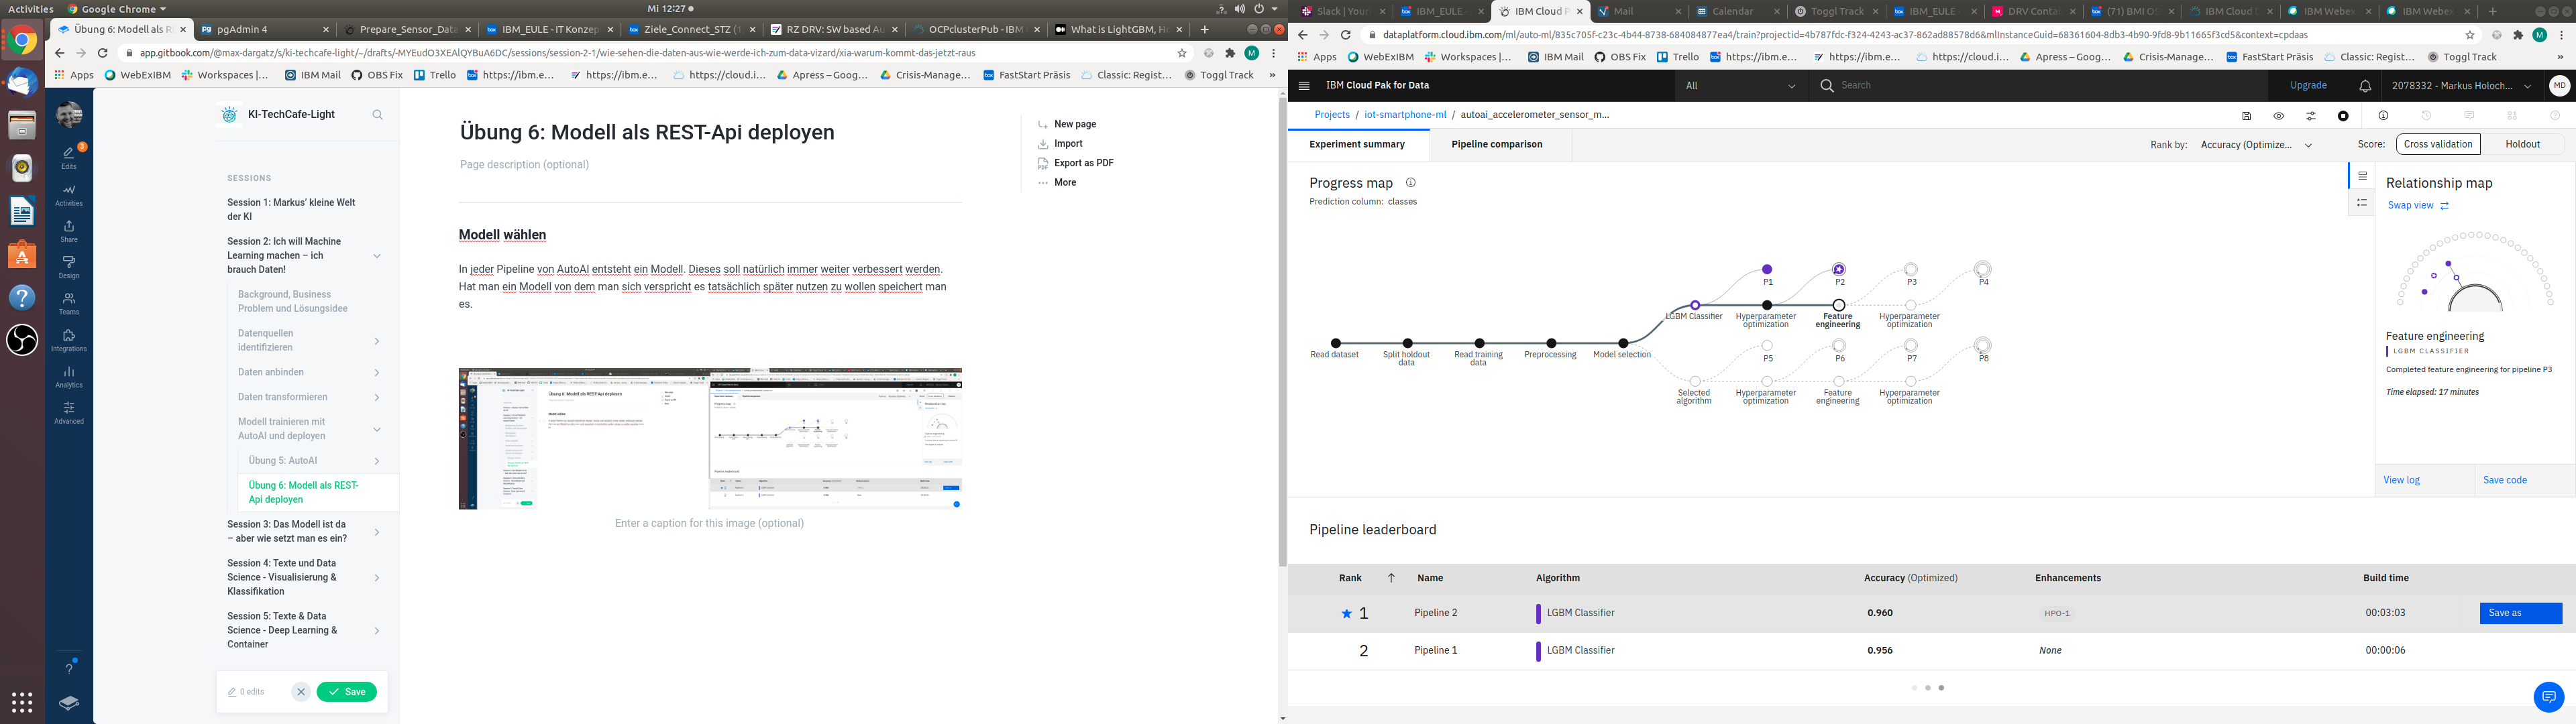 Activities
Google Chrome
Mi 12:27
Übung 6: Modell als RS
pgAdmin 4
Prepare_Sensor_Data
IBM_EULE - IT Konzep
Ziele_Connect_STZ (1
RZ DRV: SW based Au
OCPclusterPub - IBM
What is LightGBM, Ho
app.gitbook.com/@max-dargatz/s/ki-techcafe-light/~/drafts/-MYEudO3XEAlQYBuA6DC/sessions/session-2-1/wie-sehen-die-daten-aus-wie-werde-ich-zum-data-vizard/xia-warum-kommt-das-jetzt-raus
Apps
WebExIBM
Workspaces |...
IBM Mail
OBS Fix
Trello
https://ibm.e...
https://ibm.e...
https://cloud.i...
Apress – Goog...
Crisis-Manage...
FastStart Präsis
Classic: Regist...
Toggl Track
3
Edits
Activities
Share
Design
Teams
Integrations
Analytics
Advanced
KI-TechCafe-Light
SESSIONS
Session 1: Markus' kleine Welt
der KI
Session 2: Ich will Machine
Learning machen – ich
brauch Daten!
Background, Business
Problem und Lösungsidee
Datenquellen
identifizieren
Daten anbinden
Daten transformieren
Modell trainieren mit
AutoAI und deployen
Übung 5: AutoAI
Übung 6: Modell als REST-
Api deployen
Session 3: Das Modell ist da
– aber wie setzt man es ein?
Session 4: Texte und Data
Science - Visualisierung &
Klassifikation
Session 5: Texte & Data
Science - Deep Learning &
Container
0 edits
Save
Übung 6: Modell als REST-Api deployen
Page description (optional)
New page
Import
Export as PDF
More
Modell wählen
In jeder Pipeline von AutoAI entsteht ein Modell. Dieses soll natürlich immer weiter verbessert werden.
Hat man ein Modell von dem man sich verspricht es tatsächlich später nutzen zu wollen speichert man
es.
Enter a caption for this image (optional)
Slack | Your
IBM_EULE
IBM Cloud P
Mail
Calendar
Toggl Track
IBM_EULE
DRV Conta
(71) BMI OS
IBM Cloud
IBM Webex
IBM Webex
dataplatform.cloud.ibm.com/ml/auto-ml/835c705f-c23c-4b44-8738-684084877ea4/train?projectid=4b787fdc-f324-4243-ac37-862ad88578d6&mlInstanceGuid=68361604-8db3-4b90-9fd8-9b11665f3cd5&context=cpdaas
Apps
WebExIBM
Workspaces |...
IBM Mail
OBS Fix
Trello
https://ibm.e...
https://ibm.e...
https://cloud.i...
Apress – Goog...
Crisis-Manage...
FastStart Präsis
Classic: Regist...
Toggl Track
IBM Cloud Pak for Data
All
Search
Upgrade
2078332 - Markus Holoch...
MD
Projects / iot-smartphone-ml / autoai_accelerometer_sensor_m...
Experiment summary
Pipeline comparison
Rank by: Accuracy (Optimize...
Score: Cross validation Holdout
Progress map
Prediction column: classes
P1
P2
P3
P4
LGBM Classifier
Hyperparameter
optimization
Feature
engineering
Hyperparameter
optimization
Read dataset
Split holdout
data
Read training
data
Preprocessing
Model selection
P5
P6
P7
P8
Selected
algorithm
Hyperparameter
optimization
Feature
engineering
Hyperparameter
optimization
Relationship map
Swap view
Feature engineering
LGBM CLASSIFIER
Completed feature engineering for pipeline P3
Time elapsed: 17 minutes
View log
Save code
Pipeline leaderboard
Rank Name Algorithm Accuracy (Optimized) Enhancements Build time
1 Pipeline 2 LGBM Classifier 0.960 HPO-1 00:03:03 Save as
2 Pipeline 1 LGBM Classifier 0.956 None 00:00:06